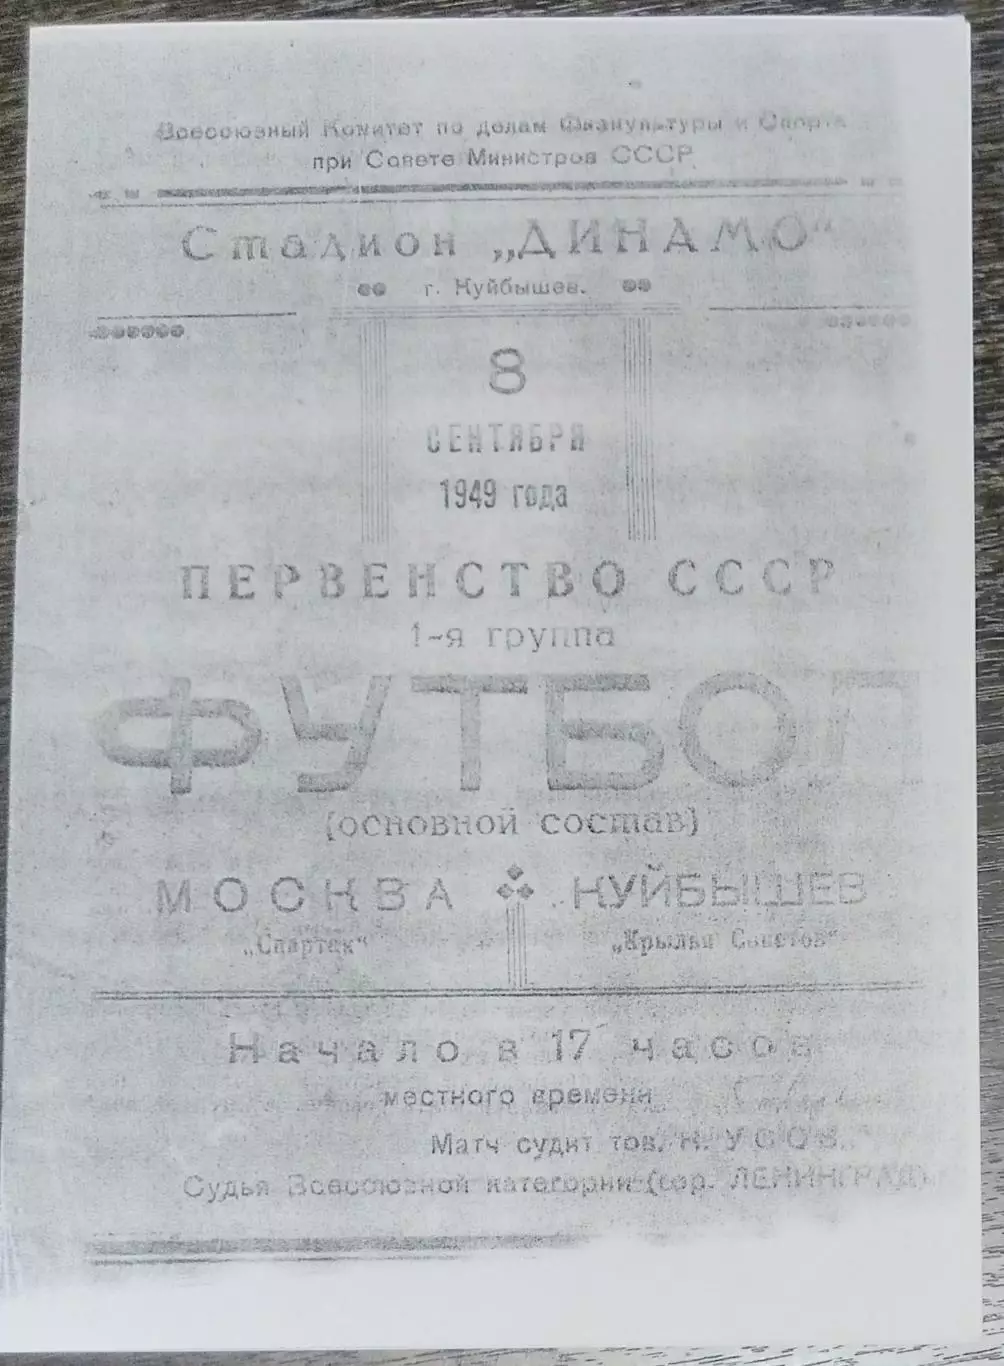 Всесоюзный Комитет по делам Физкультуры и Спорта
при Совете Министров СССР
Стадион „ДИНАМО“
г. Куйбышев.
8
СЕНТЯБРЯ
1949 года
ПЕРВЕНСТВО СССР
1-я группа
ФУТБОЛ
(основной состав)
МОСКВА КУЙБЫШЕВ
„Спартак“ „Крылья Советов“
Начало в 17 часов
местного времени
Матч судит тов. Н. УСОВ.
Судья Всесоюзной категории (гор. ЛЕНИНГРАД)